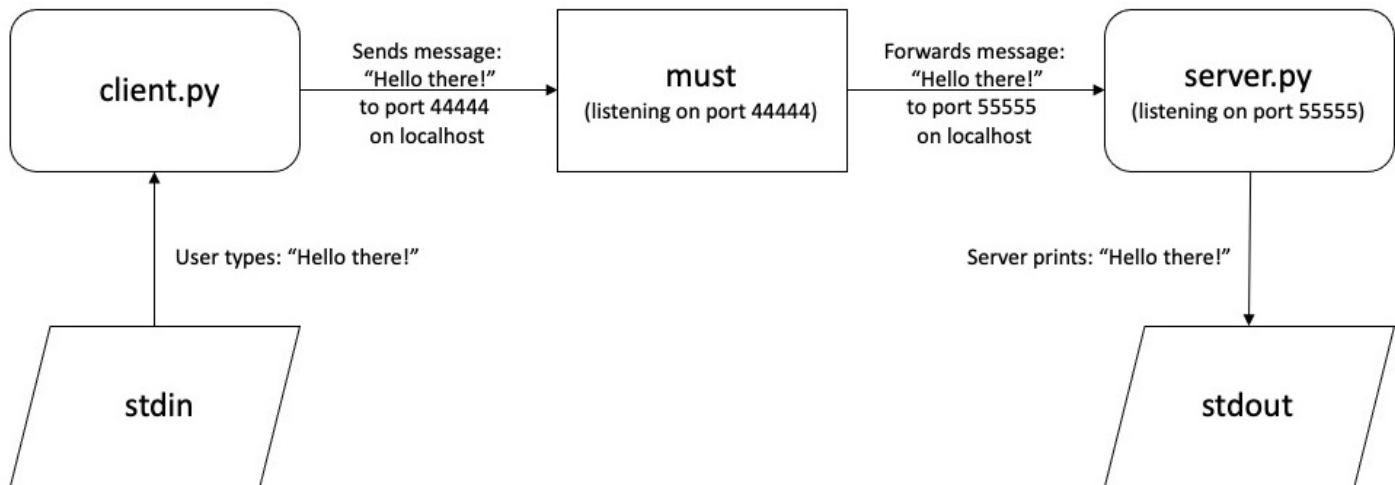 client.py
Sends message:
“Hello there!”
to port 44444
on localhost
must
(listening on port 44444)
Forwards message:
“Hello there!”
to port 55555
on localhost
server.py
(listening on port 55555)
User types: “Hello there!”
Server prints: “Hello there!”
stdin
stdout